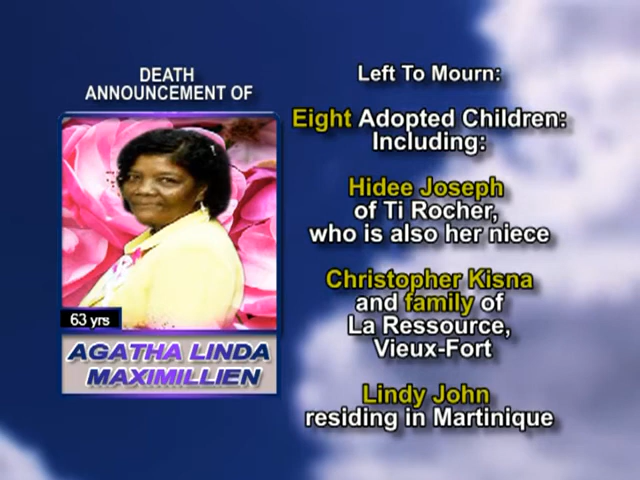 DEATH
ANNOUNCEMENT OF
63 yrs
AGATHA LINDA
MAXIMILLIEN
Left To Mourn:
Eight Adopted Children:
Including:
Hidee Joseph
of Ti Rocher,
who is also her niece
Christopher Kisna
and family of
La Ressource,
Vieux-Fort
Lindy John
residing in Martinique